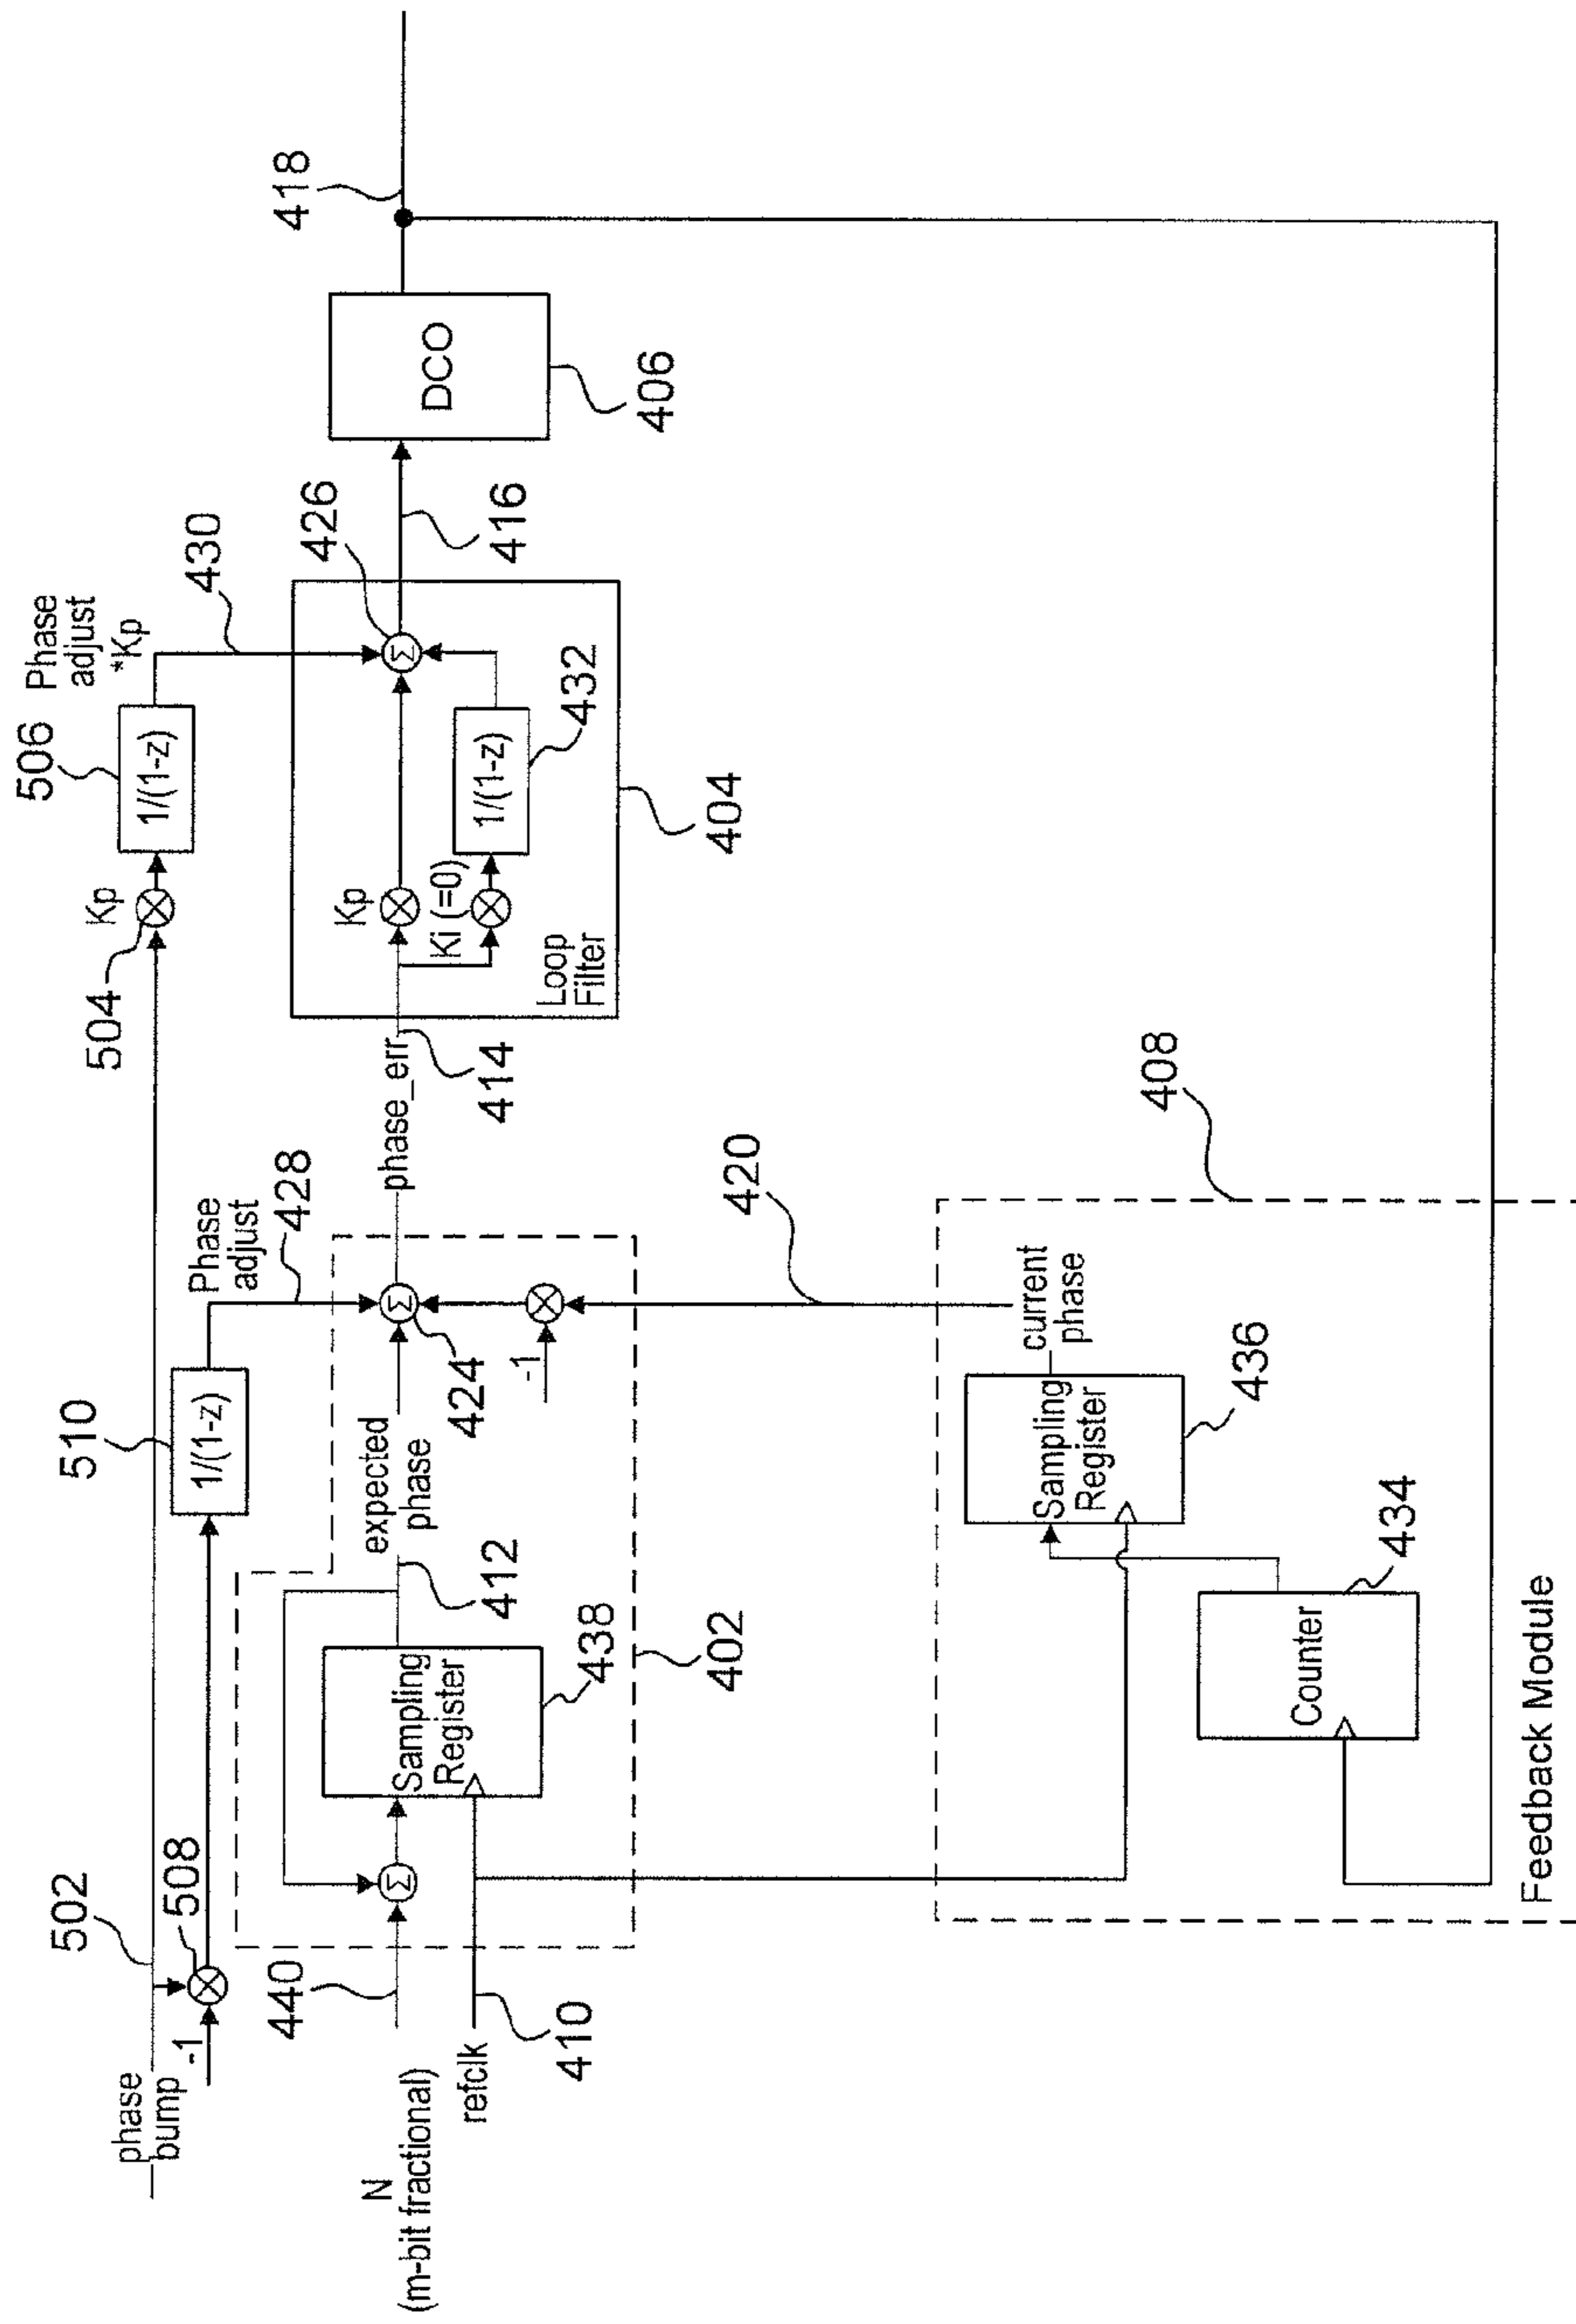 502
phase
bump
-1
508
510
1/(1-z)
Phase
adjust
428
504
Kp
506
1/(1-z)
Phase
adjust
*Kp
430
440
N
(m-bit fractional)
refclk
410
Σ
Sampling
Register
438
412
expected
phase
402
Σ
424
-1
phase_err
414
Kp
Ki (=0)
1/(1-z)
432
Σ
426
Loop
Filter
404
416
DCO
406
418
420
408
current
phase
Sampling
Register
436
Counter
434
Feedback Module